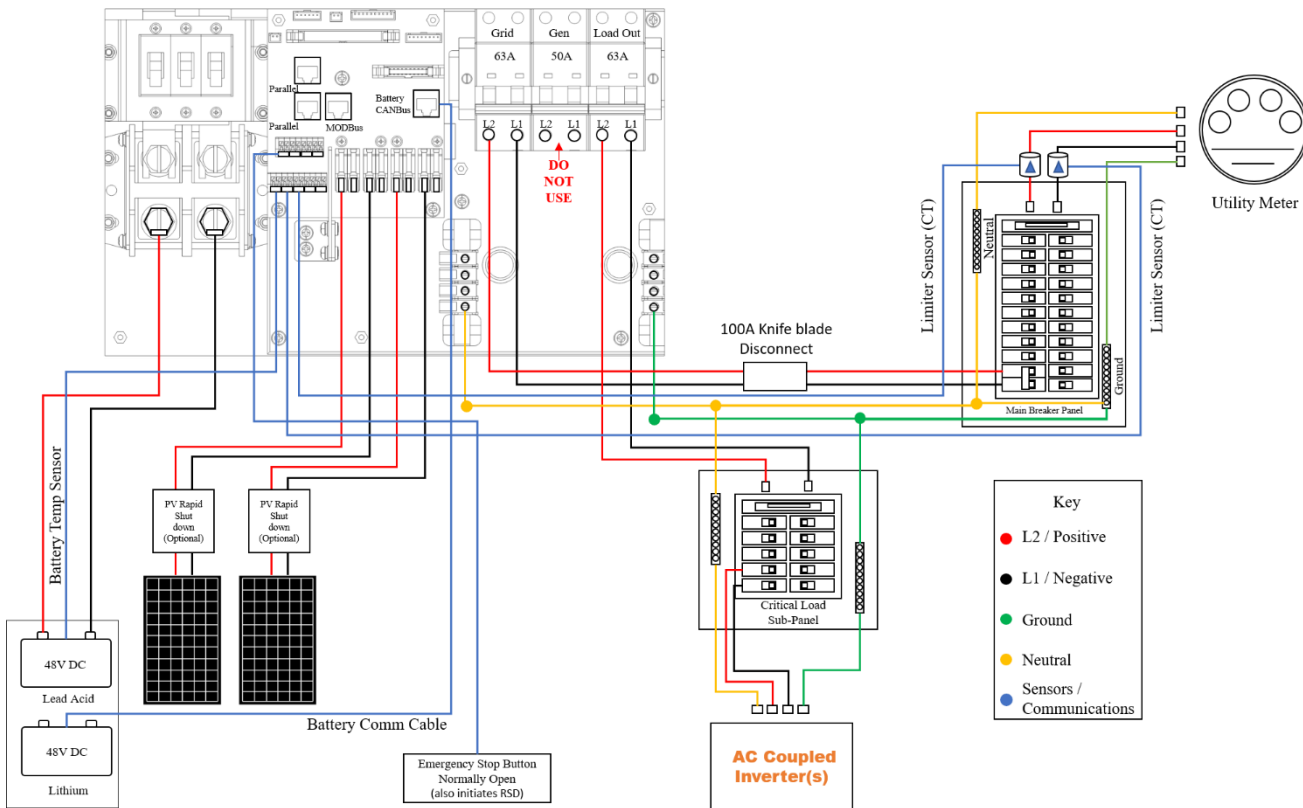 Grid
Gen
Load Out
63A
50A
63A
Parallel
Parallel
MODBus
Battery
CANBus
L2
L1
L2
L1
L2
L1
DO
NOT
USE
Utility Meter
Limiter Sensor (CT)
Neutral
Limiter Sensor (CT)
Ground
Main Breaker Panel
100A Knife blade
Disconnect
Battery Temp Sensor
PV Rapid
Shut
down
(Optional)
PV Rapid
Shut
down
(Optional)
Critical Load
Sub-Panel
Key
L2 / Positive
L1 / Negative
Ground
Neutral
Sensors /
Communications
48V DC
Lead Acid
48V DC
Lithium
Battery Comm Cable
Emergency Stop Button
Normally Open
(also initiates RSD)
AC Coupled
Inverter(s)